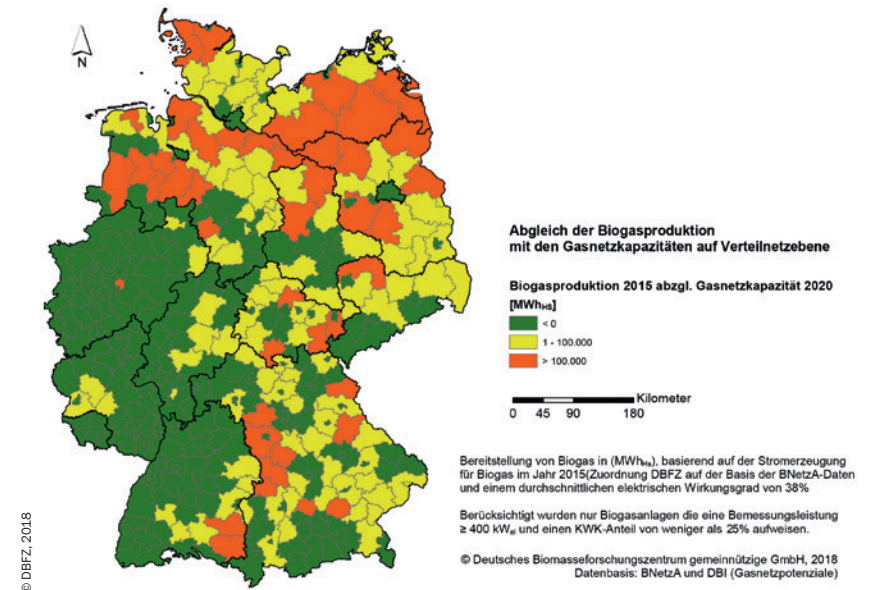 N
Abgleich der Biogasproduktion
mit den Gasnetzkapazitäten auf Verteilnetzebene
Biogasproduktion 2015 abzgl. Gasnetzkapazität 2020
[MWhHS]
< 0
1 - 100.000
> 100.000
Kilometer
0 45 90 180
Bereitstellung von Biogas in (MWhHs), basierend auf der Stromerzeugung
für Biogas im Jahr 2015(Zuordnung DBFZ auf der Basis der BNetzA-Daten
und einem durchschnittlichen elektrischen Wirkungsgrad von 38%
Berücksichtigt wurden nur Biogasanlagen die eine Bemessungsleistung
≥ 400 kWel und einen KWK-Anteil von weniger als 25% aufweisen.
© Deutsches Biomasseforschungszentrum gemeinnützige GmbH, 2018
Datenbasis: BNetzA und DBI (Gasnetzpotenziale)
© DBFZ, 2018